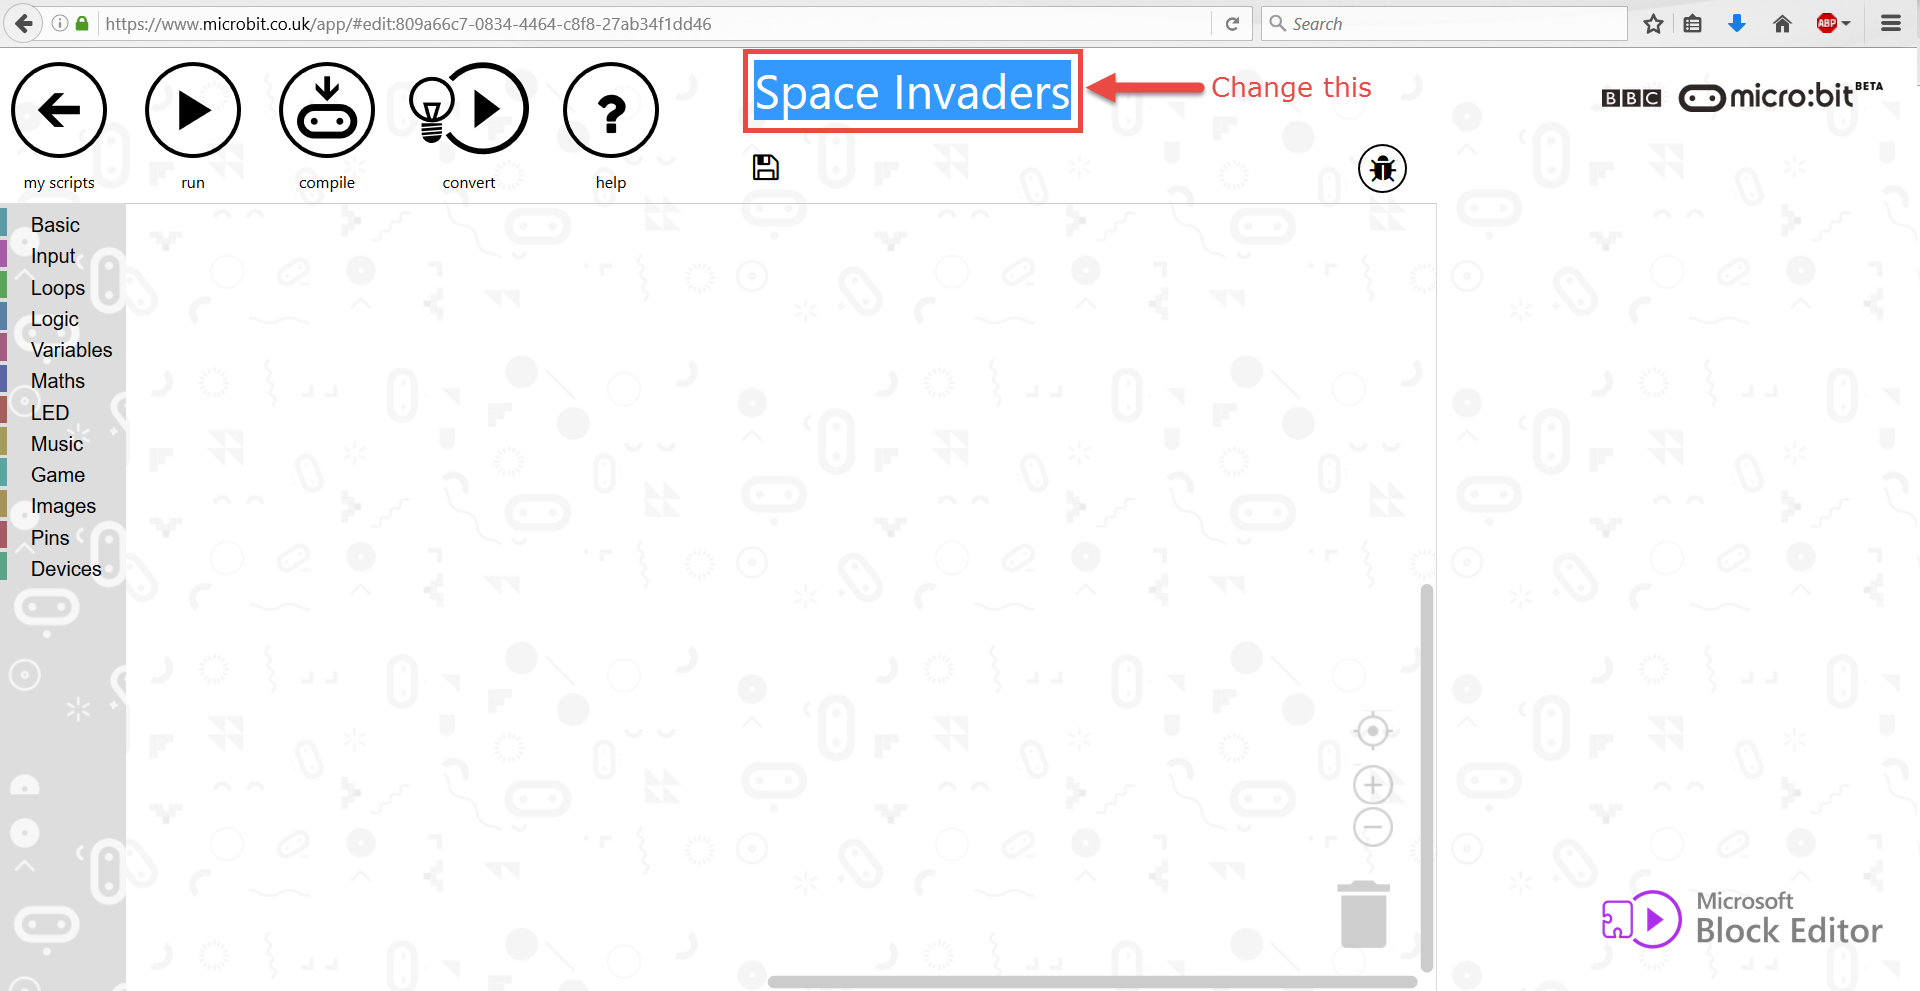 https://www.microbit.co.uk/app/#edit:809a66c7-0834-4464-c8f8-27ab34f1dd46
Search
ABP
Space Invaders
Change this
BBC micro:bit BETA
my scripts
run
compile
convert
help
Basic
Input
Loops
Logic
Variables
Maths
LED
Music
Game
Images
Pins
Devices
Microsoft
Block Editor